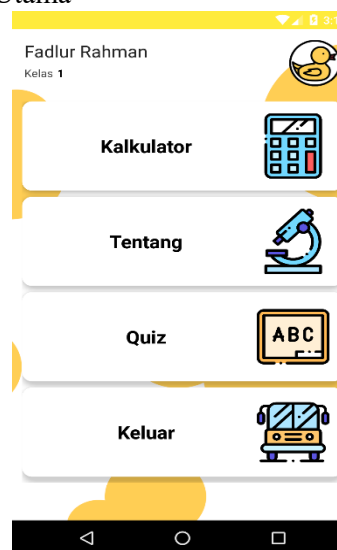 Fadlur Rahman
Kelas 1
Kalkulator
Tentang
Quiz
ABC
Keluar